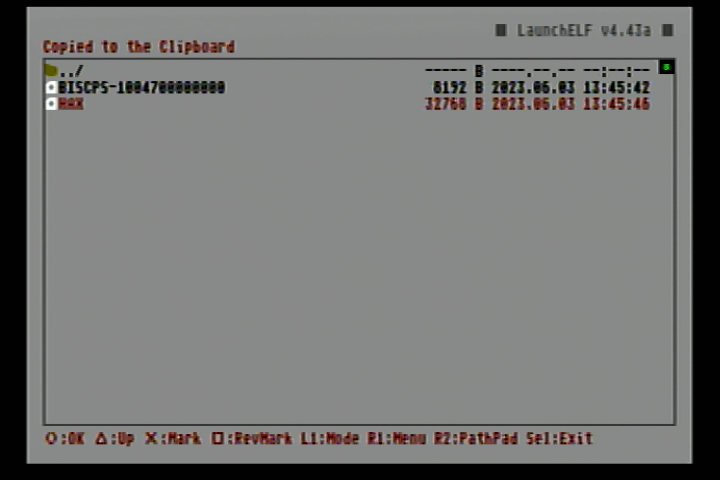 LaunchELF v4.43a
Copied to the Clipboard
../ ----- B ----.--.-- --:--:--
BISCPS-1004700000000 8192 B 2023.06.03 13:45:42
HAX 32768 B 2023.06.03 13:45:46
O:OK △:Up X:Mark □:RevMark L1:Mode R1:Menu R2:PathPad Sel:Exit